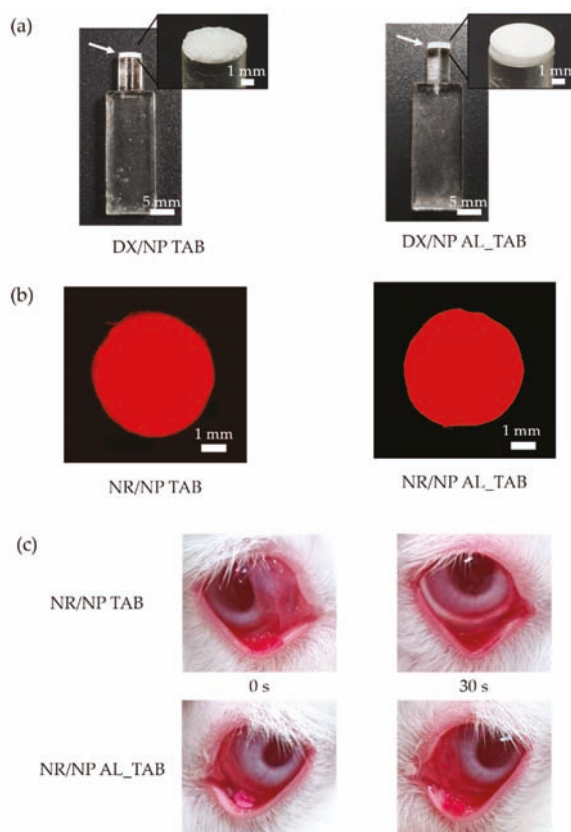 (a)
1 mm
1 mm
5 mm
5 mm
DX/NP TAB
DX/NP AL_TAB
(b)
1 mm
1 mm
NR/NP TAB
NR/NP AL_TAB
(c)
NR/NP TAB
0 s
30 s
NR/NP AL_TAB